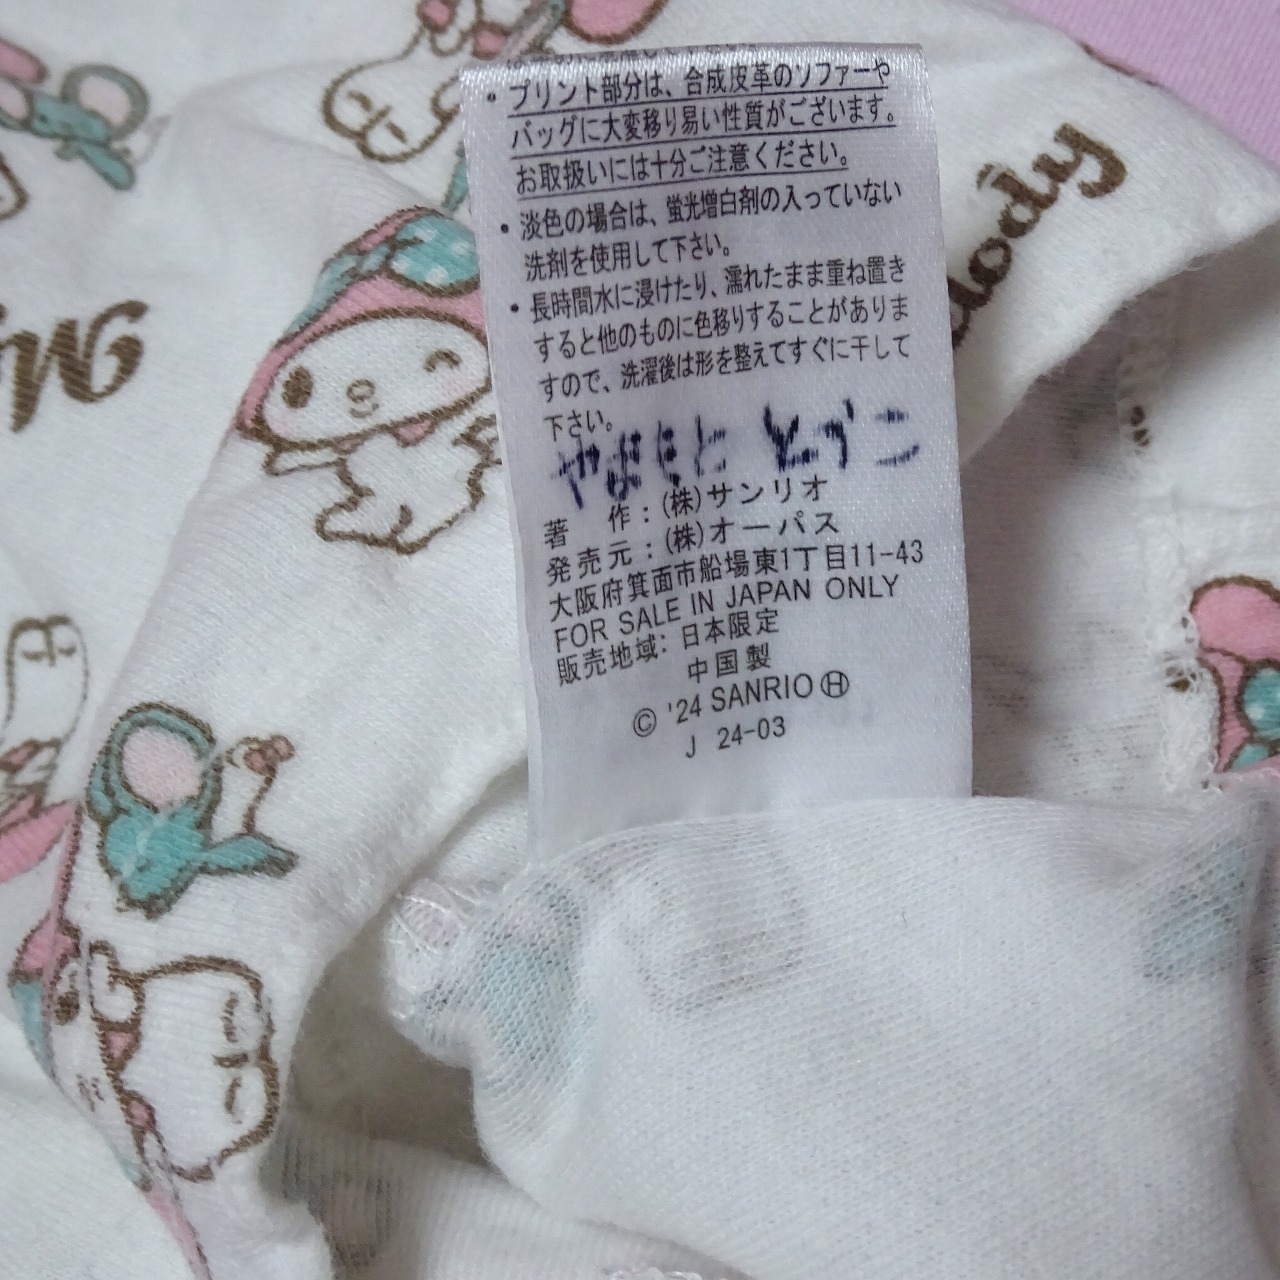 ・プリント部分は、合成皮革のソファーや
バッグに大変移り易い性質がございます。
お取扱いには十分ご注意ください。
・淡色の場合は、蛍光増白剤の入っていない
洗剤を使用して下さい。
・長時間水に浸けたり、濡れたまま重ね置き
すると他のものに色移りすることがありま
すので、洗濯後は形を整えてすぐに干して
下さい。
やまもと
著 作：(株)サンリオ
発売元：(株)オーパス
大阪府箕面市船場東1丁目11-43
FOR SALE IN JAPAN ONLY
販売地域：日本限定
中国製
© '24 SANRIO Ⓗ
J 24-03